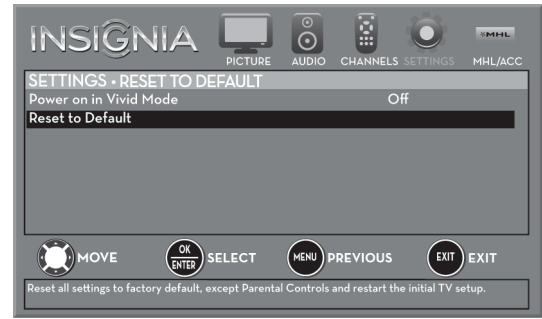 INSIGNIA
PICTURE AUDIO CHANNELS SETTINGS MHL MHL/ACC
SETTINGS • RESET TO DEFAULT
Power on in Vivid Mode Off
Reset to Default
MOVE OK ENTER SELECT MENU PREVIOUS EXIT EXIT
Reset all settings to factory default, except Parental Controls and restart the initial TV setup.